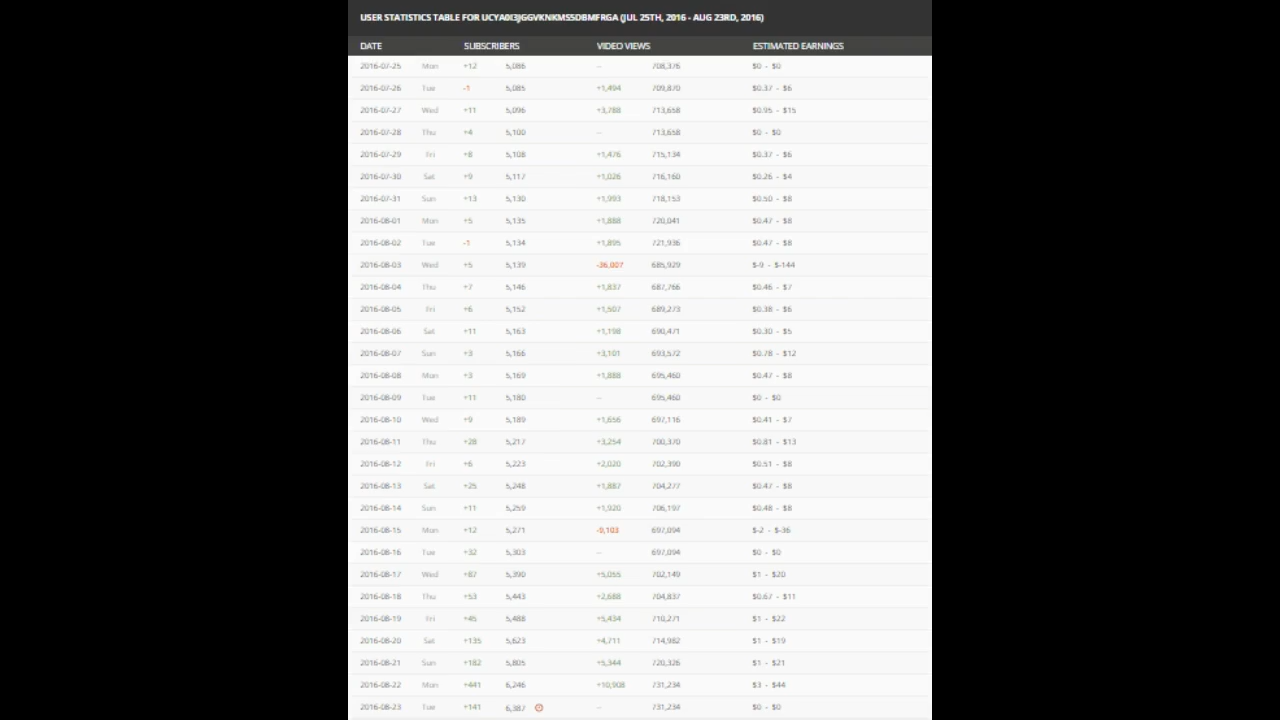 USER STATISTICS TABLE FOR UCYA0I3JGGVKNKMSSDBMFRGA (JUL 25TH, 2016 - AUG 23RD, 2016)
DATE SUBSCRIBERS VIDEO VIEWS ESTIMATED EARNINGS
2016-07-25 Mon +12 5,086 -- 708,376 $0 - $0
2016-07-26 Tue -1 5,085 +1,494 709,870 $0.37 - $6
2016-07-27 Wed +11 5,096 +3,788 713,658 $0.95 - $15
2016-07-28 Thu +4 5,100 -- 713,658 $0 - $0
2016-07-29 Fri +8 5,108 +1,476 715,134 $0.37 - $6
2016-07-30 Sat +9 5,117 +1,026 716,160 $0.26 - $4
2016-07-31 Sun +13 5,130 +1,993 718,153 $0.50 - $8
2016-08-01 Mon +5 5,135 +1,888 720,041 $0.47 - $8
2016-08-02 Tue -1 5,134 +1,895 721,936 $0.47 - $8
2016-08-03 Wed +5 5,139 -36,007 685,929 $-9 - $-144
2016-08-04 Thu +7 5,146 +1,837 687,766 $0.46 - $7
2016-08-05 Fri +6 5,152 +1,507 689,273 $0.38 - $6
2016-08-06 Sat +11 5,163 +1,198 690,471 $0.30 - $5
2016-08-07 Sun +3 5,166 +3,101 693,572 $0.78 - $12
2016-08-08 Mon +3 5,169 +1,888 695,460 $0.47 - $8
2016-08-09 Tue +11 5,180 -- 695,460 $0 - $0
2016-08-10 Wed +9 5,189 +1,656 697,116 $0.41 - $7
2016-08-11 Thu +28 5,217 +3,254 700,370 $0.81 - $13
2016-08-12 Fri +6 5,223 +2,020 702,390 $0.51 - $8
2016-08-13 Sat +25 5,248 +1,887 704,277 $0.47 - $8
2016-08-14 Sun +11 5,259 +1,920 706,197 $0.48 - $8
2016-08-15 Mon +12 5,271 -9,103 697,094 $-2 - $-36
2016-08-16 Tue +32 5,303 -- 697,094 $0 - $0
2016-08-17 Wed +87 5,390 +5,055 702,149 $1 - $20
2016-08-18 Thu +53 5,443 +2,688 704,837 $0.67 - $11
2016-08-19 Fri +45 5,488 +5,434 710,271 $1 - $22
2016-08-20 Sat +135 5,623 +4,711 714,982 $1 - $19
2016-08-21 Sun +182 5,805 +5,344 720,326 $1 - $21
2016-08-22 Mon +441 6,246 +10,908 731,234 $3 - $44
2016-08-23 Tue +141 6,387 -- 731,234 $0 - $0